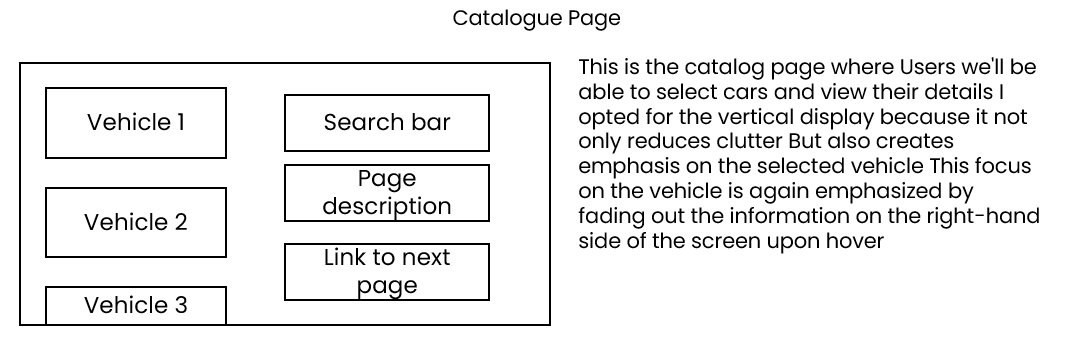 Catalogue Page
Vehicle 1
Vehicle 2
Vehicle 3
Search bar
Page
description
Link to next
page
This is the catalog page where Users we'll be
able to select cars and view their details I
opted for the vertical display because it not
only reduces clutter But also creates
emphasis on the selected vehicle This focus
on the vehicle is again emphasized by
fading out the information on the right-hand
side of the screen upon hover